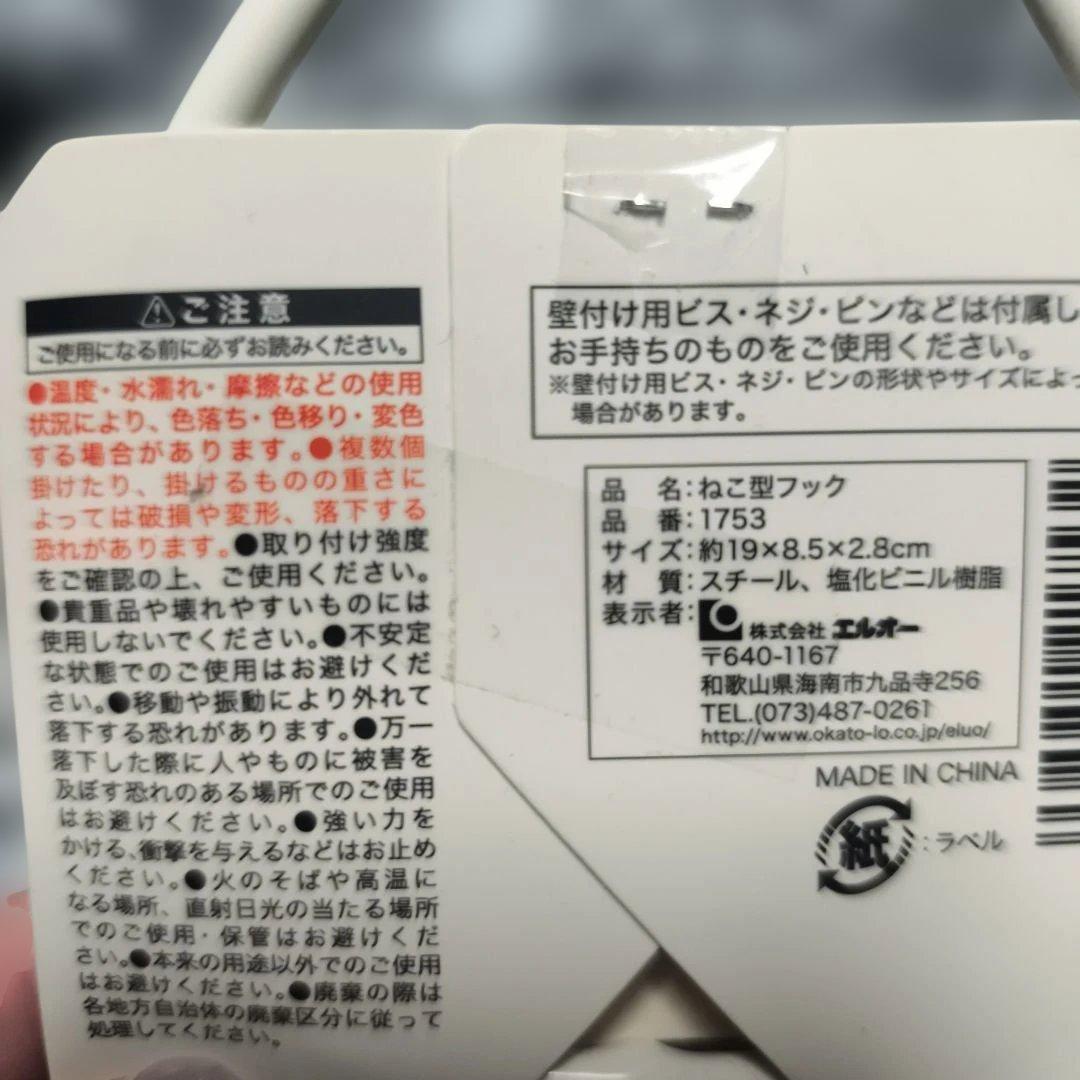 ⚠ご注意
ご使用になる前に必ずお読みください。
●温度・水濡れ・摩擦などの使用
状況により、色落ち・色移り・変色
する場合があります。●複数個
掛けたり、掛けるものの重さに
よっては破損や変形、落下する
恐れがあります。●取り付け強度
をご確認の上、ご使用ください。
●貴重品や壊れやすいものには
使用しないでください。●不安定
な状態でのご使用はお避けくだ
さい。●移動や振動により外れて
落下する恐れがあります。●万一
落下した際に人やものに被害を
及ぼす恐れのある場所でのご使用
はお避けください。●強い力を
かける、衝撃を与えるなどはお止め
ください。●火のそばや高温に
なる場所、直射日光の当たる場所
でのご使用・保管はお避けくだ
さい。●本来の用途以外でのご使用
はお避けください。●廃棄の際は
各地方自治体の廃棄区分に従って
処理してください。
壁付け用ビス・ネジ・ピンなどは付属し
お手持ちのものをご使用ください。
※壁付け用ビス・ネジ・ピンの形状やサイズによっ
場合があります。
品 名：ねこ型フック
品 番：1753
サイズ：約19×8.5×2.8cm
材 質：スチール、塩化ビニル樹脂
表示者：株式会社 エルオー
〒640-1167
和歌山県海南市九品寺256
TEL.(073)487-0261
http://www.okato-lo.co.jp/eluo/
MADE IN CHINA
紙：ラベル